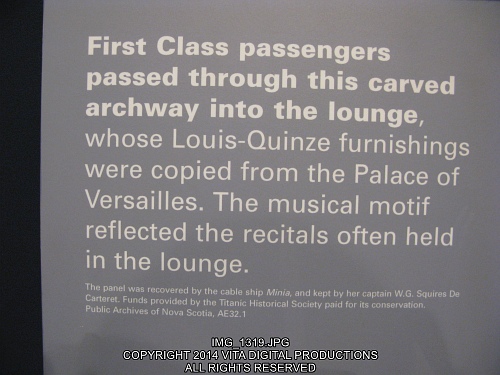 First Class passengers
passed through this carved
archway into the lounge,
whose Louis-Quinze furnishings
were copied from the Palace of
Versailles. The musical motif
reflected the recitals often held
in the lounge.
The panel was recovered by the cable ship Minia, and kept by her captain W.G. Squires De
Carteret. Funds provided by the Titanic Historical Society paid for its conservation.
Public Archives of Nova Scotia, AE32.1
IMG_1319.JPG
COPYRIGHT 2014 VITA DIGITAL PRODUCTIONS
ALL RIGHTS RESERVED